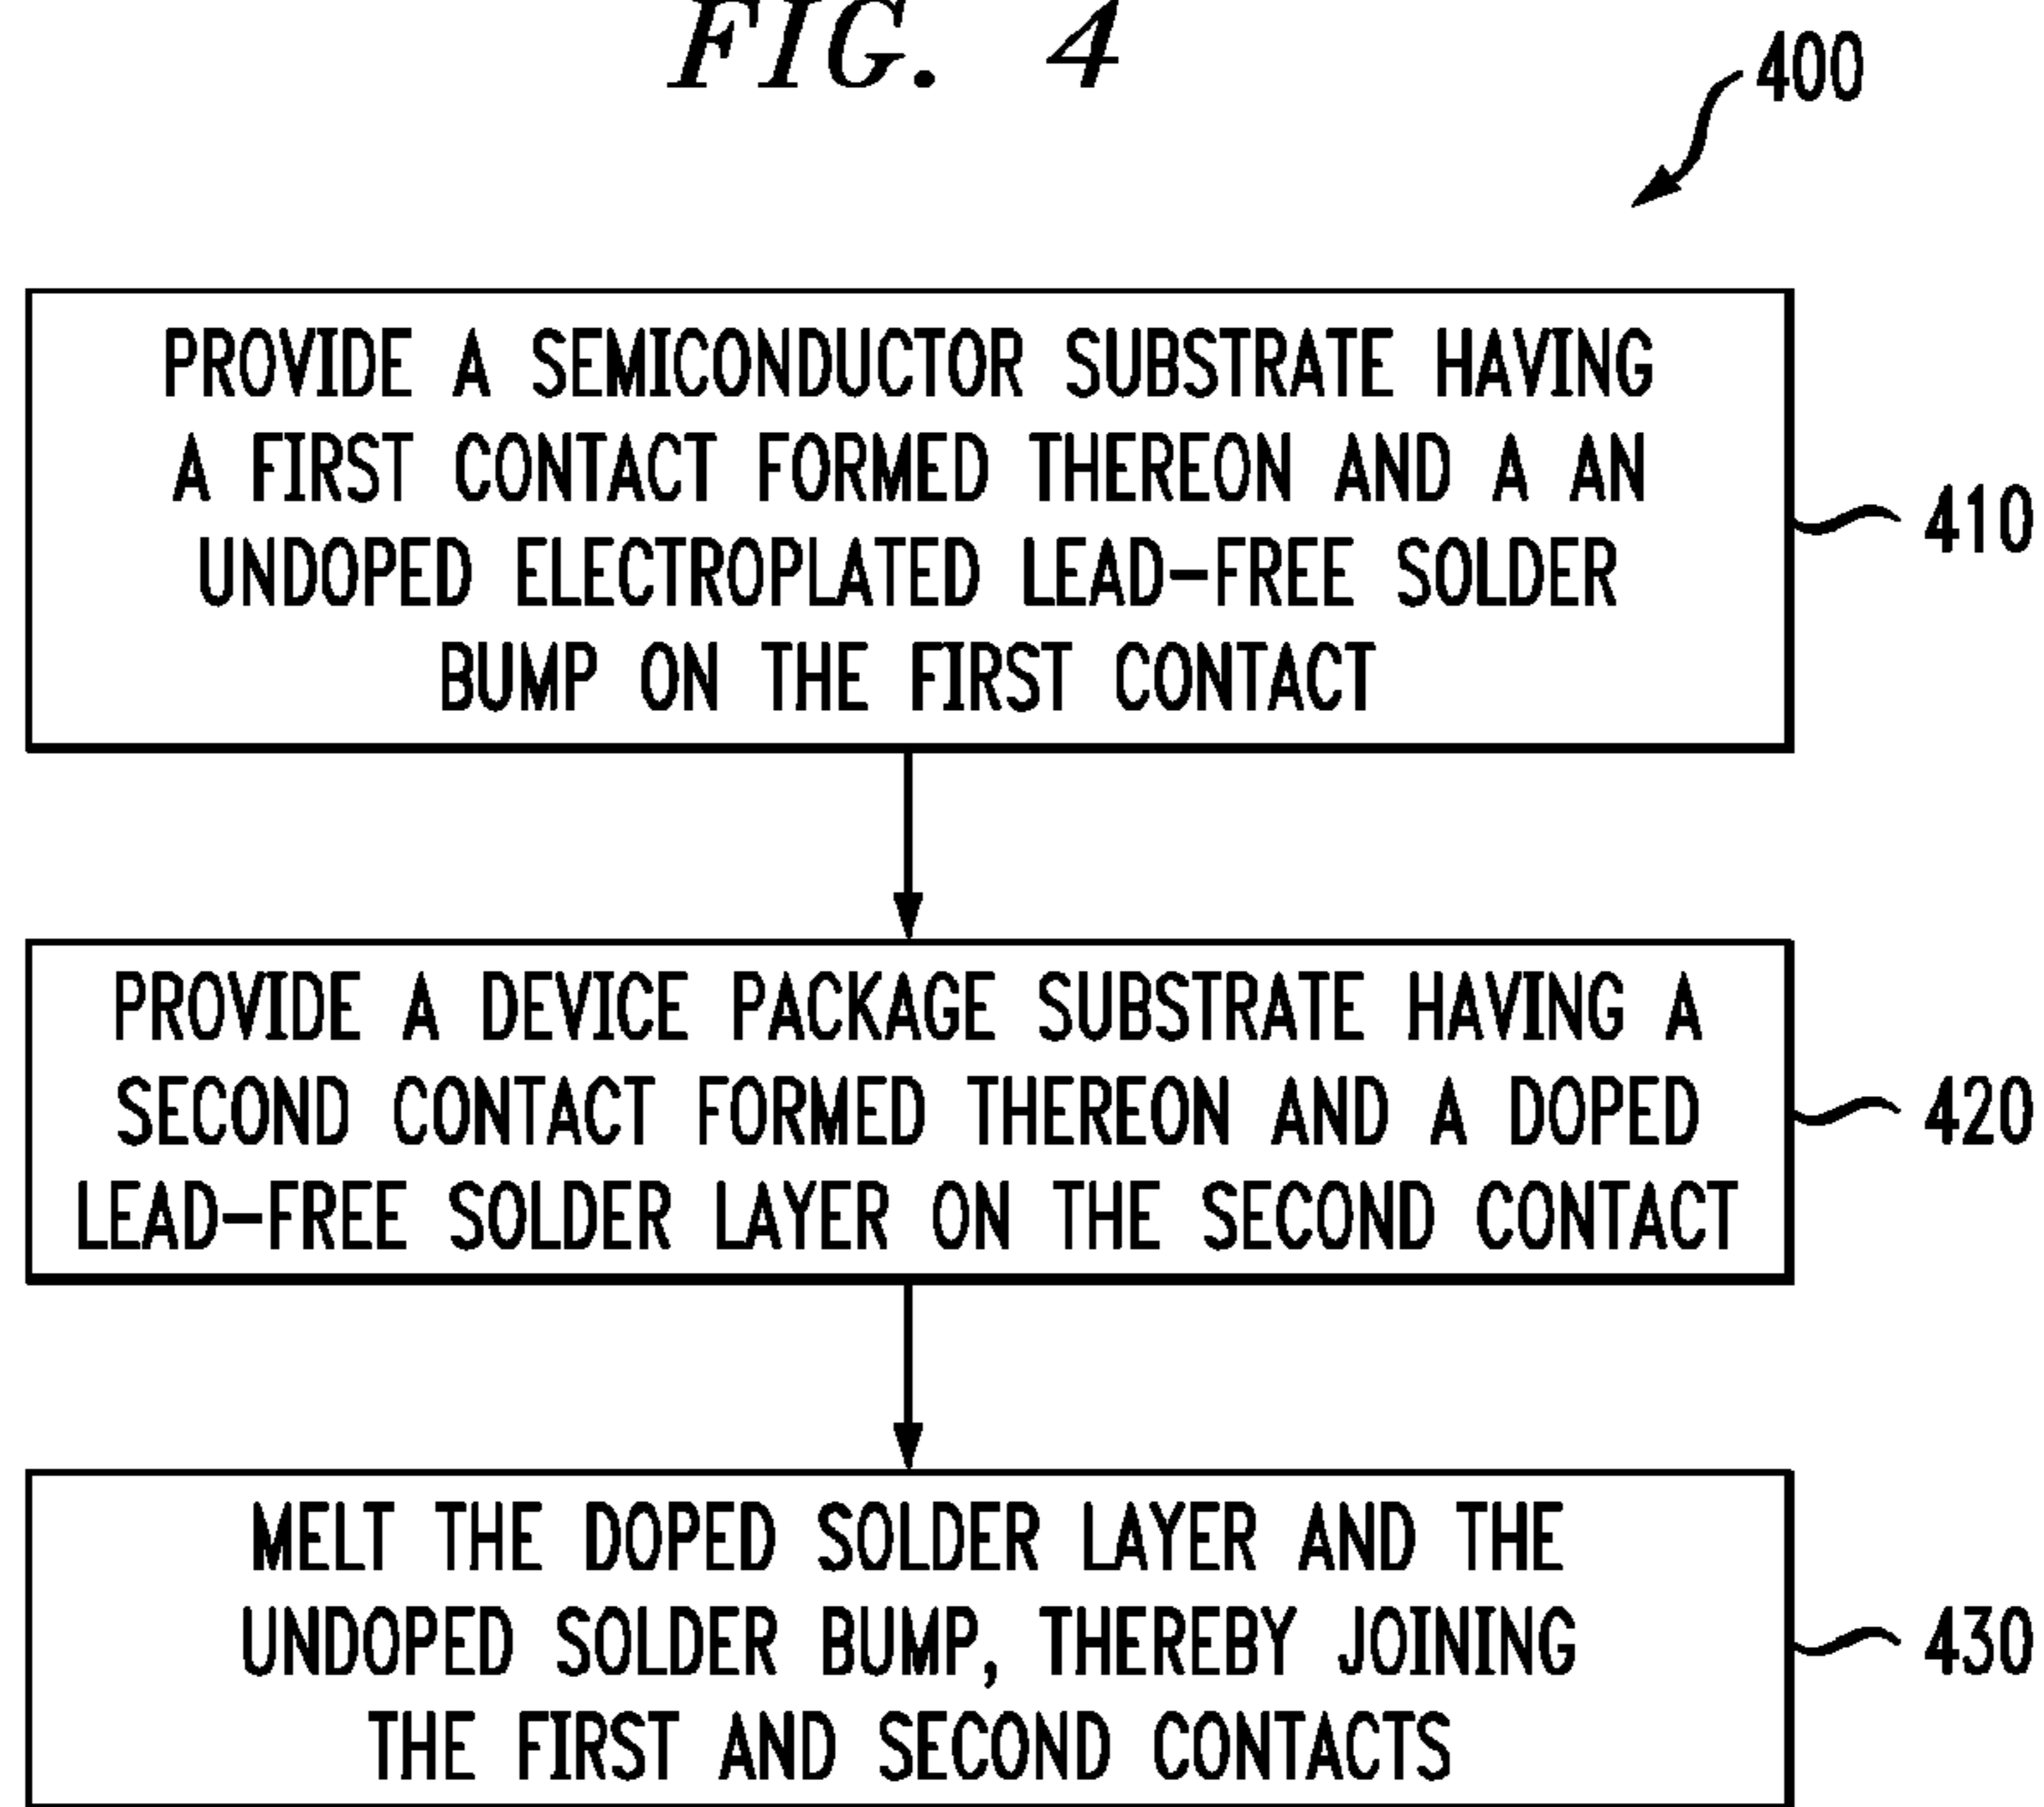 FIG. 4
400
PROVIDE A SEMICONDUCTOR SUBSTRATE HAVING
A FIRST CONTACT FORMED THEREON AND A AN
UNDOPED ELECTROPLATED LEAD-FREE SOLDER
BUMP ON THE FIRST CONTACT
410
PROVIDE A DEVICE PACKAGE SUBSTRATE HAVING A
SECOND CONTACT FORMED THEREON AND A DOPED
LEAD-FREE SOLDER LAYER ON THE SECOND CONTACT
420
MELT THE DOPED SOLDER LAYER AND THE
UNDOPED SOLDER BUMP, THEREBY JOINING
THE FIRST AND SECOND CONTACTS
430